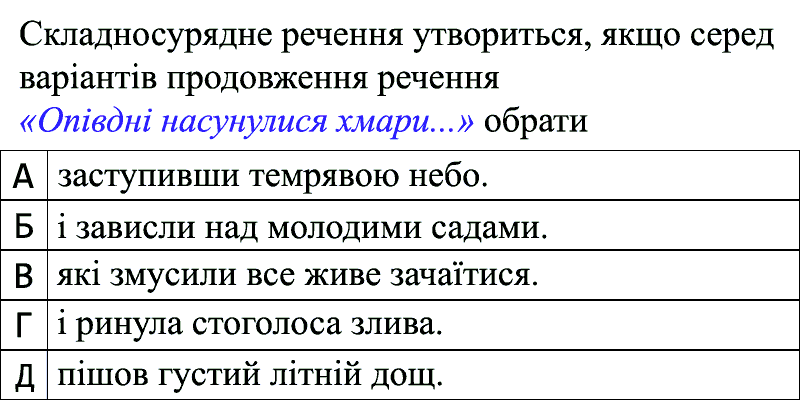 Складносурядне речення утвориться, якщо серед
варіантів продовження речення
«Опівдні насунулися хмари...» обрати
А заступивши темрявою небо.
Б і зависли над молодими садами.
В які змусили все живе зачаїтися.
Г і ринула стоголоса злива.
Д пішов густий літній дощ.